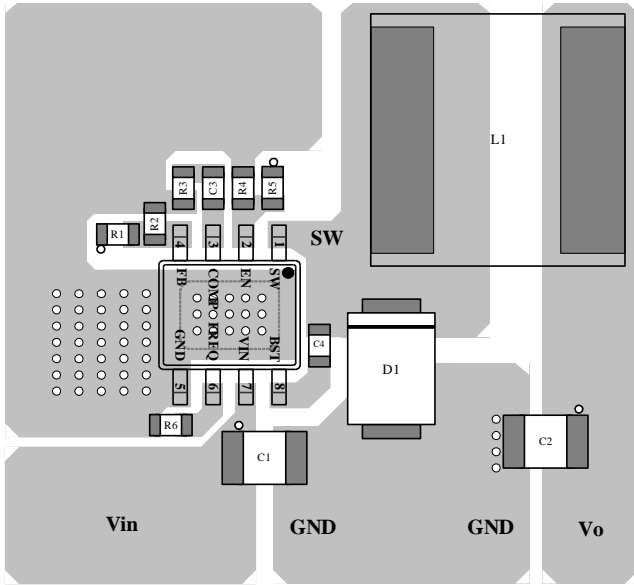 L1
R3
C3
R4
R5
R2
R1
SW
4
3
2
1
FB
COMP
EN
SW
GND
FREQ
VIN
BST
C4
D1
5
6
7
8
R6
C1
C2
Vin
GND
GND
Vo